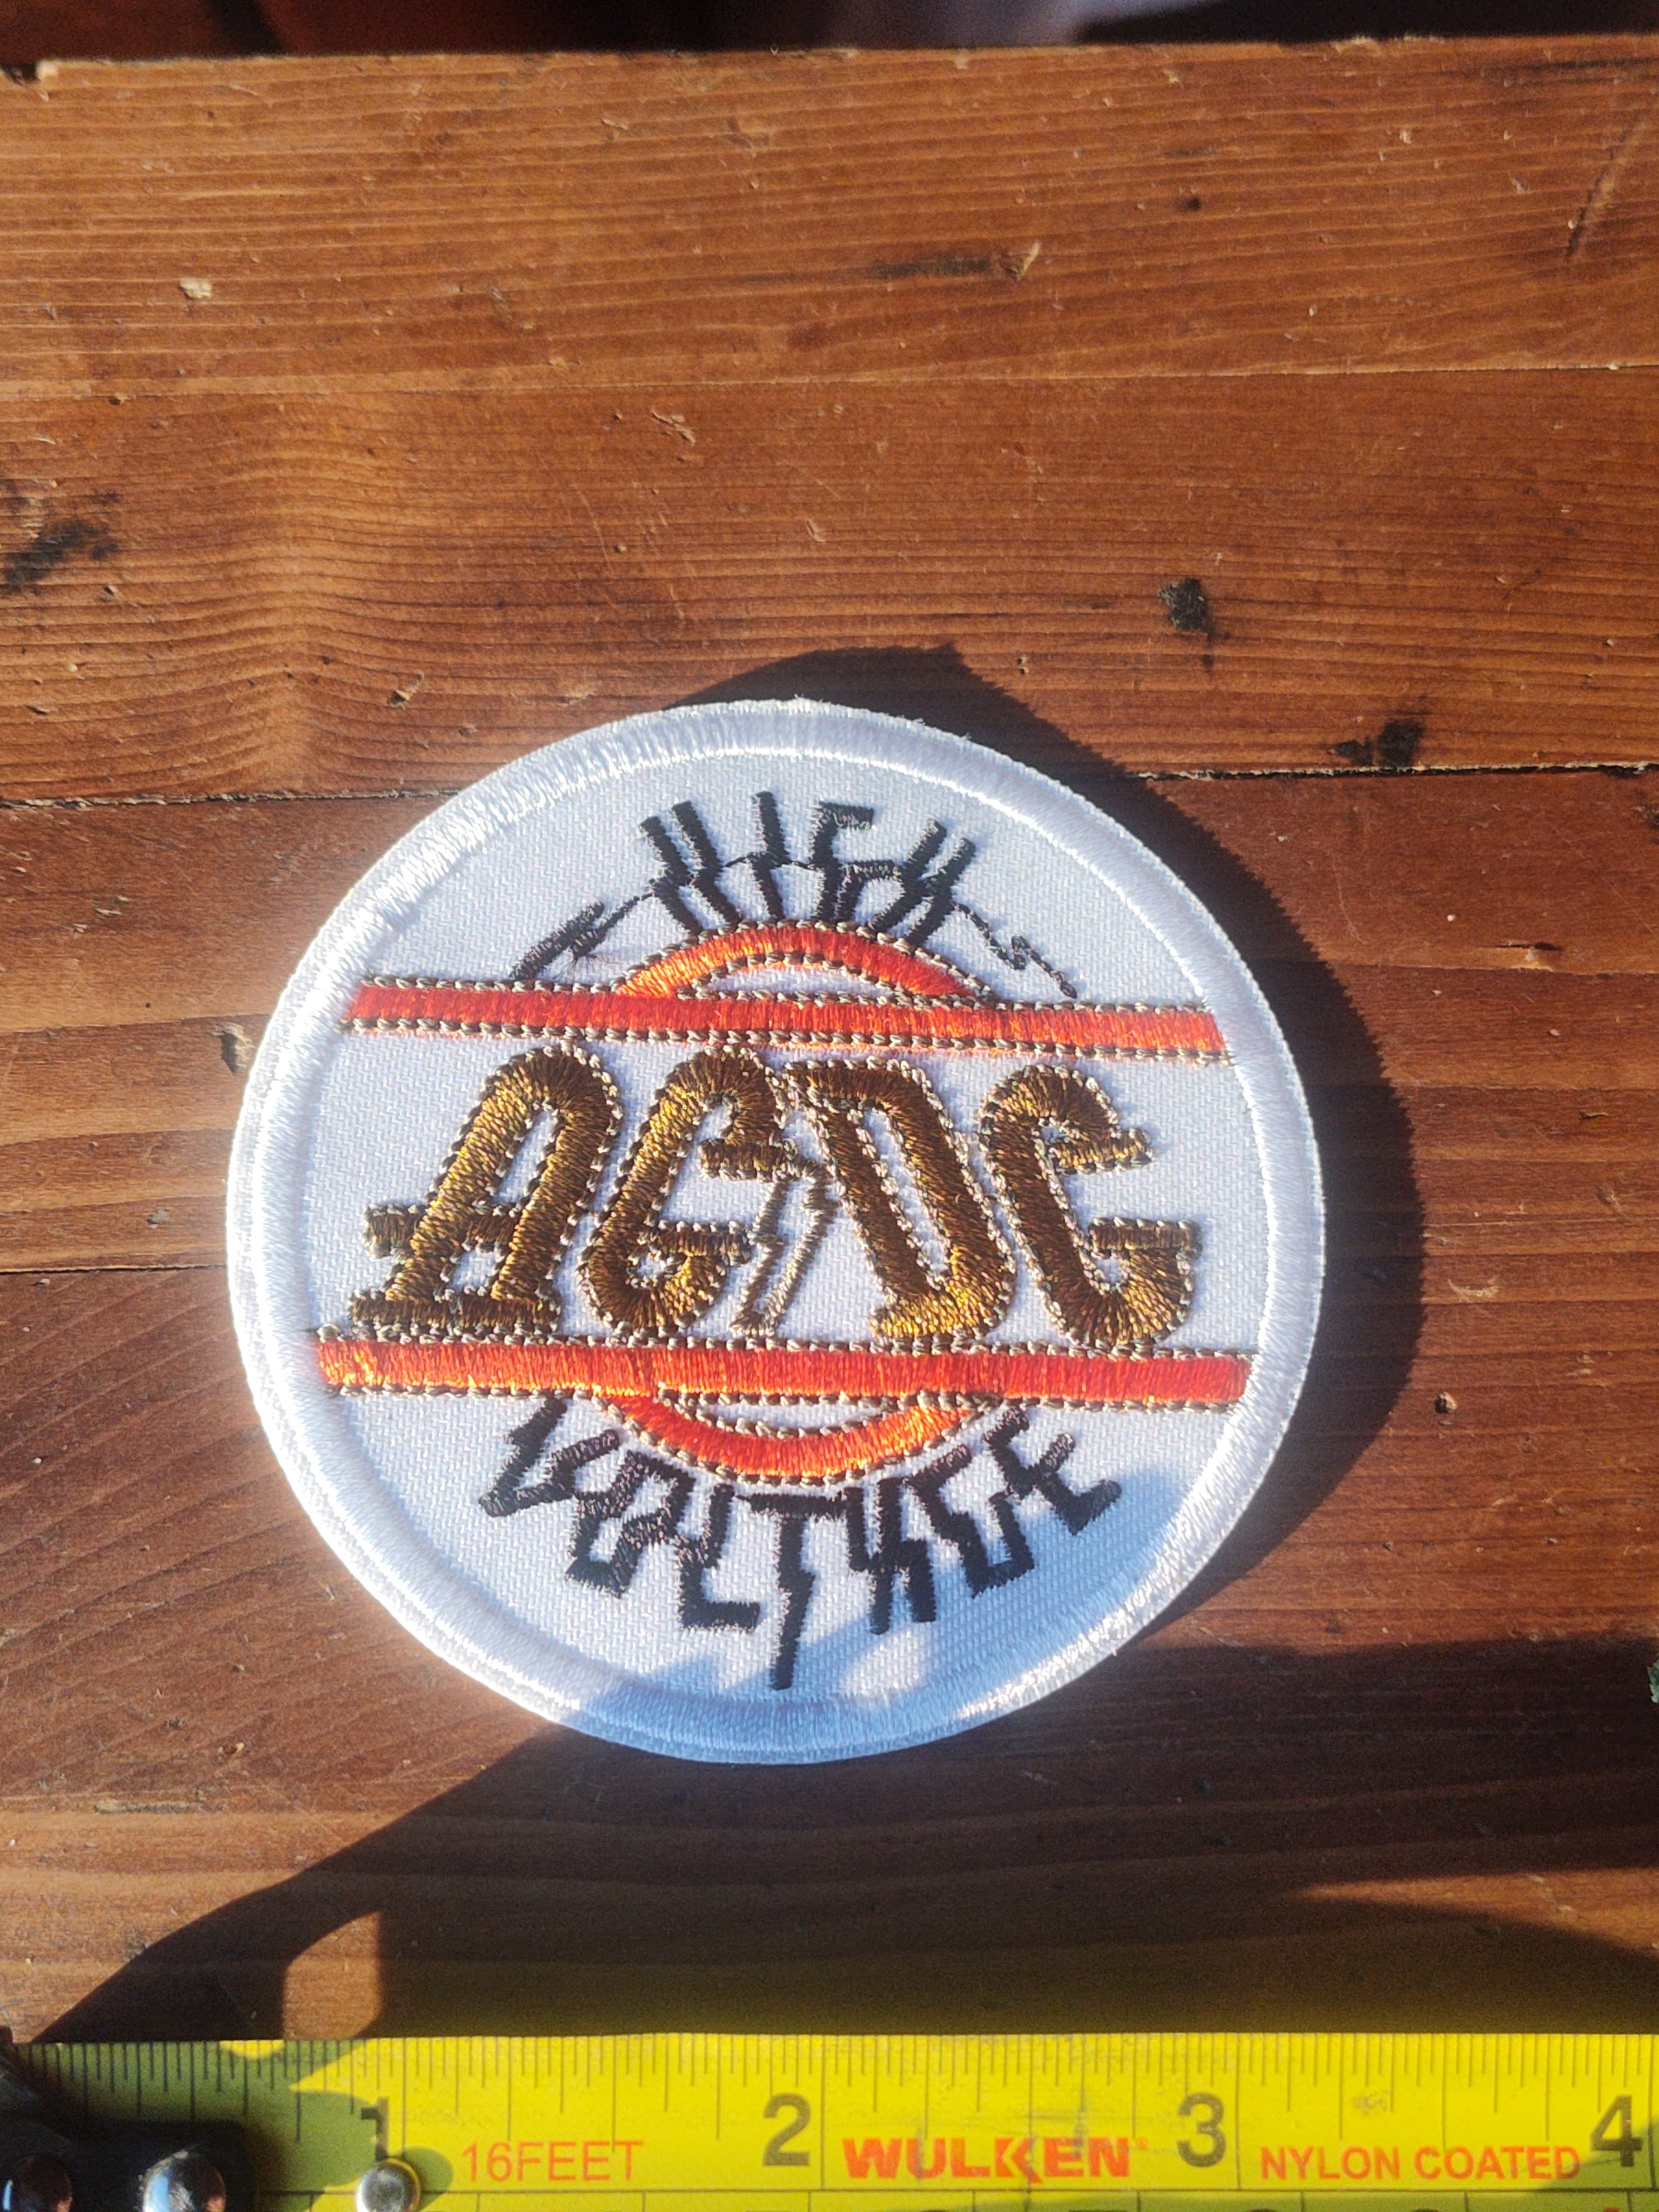 HIGH
AC DC
VOLTAGE
1 2 3 4
16FEET WULKEN® NYLON COATED